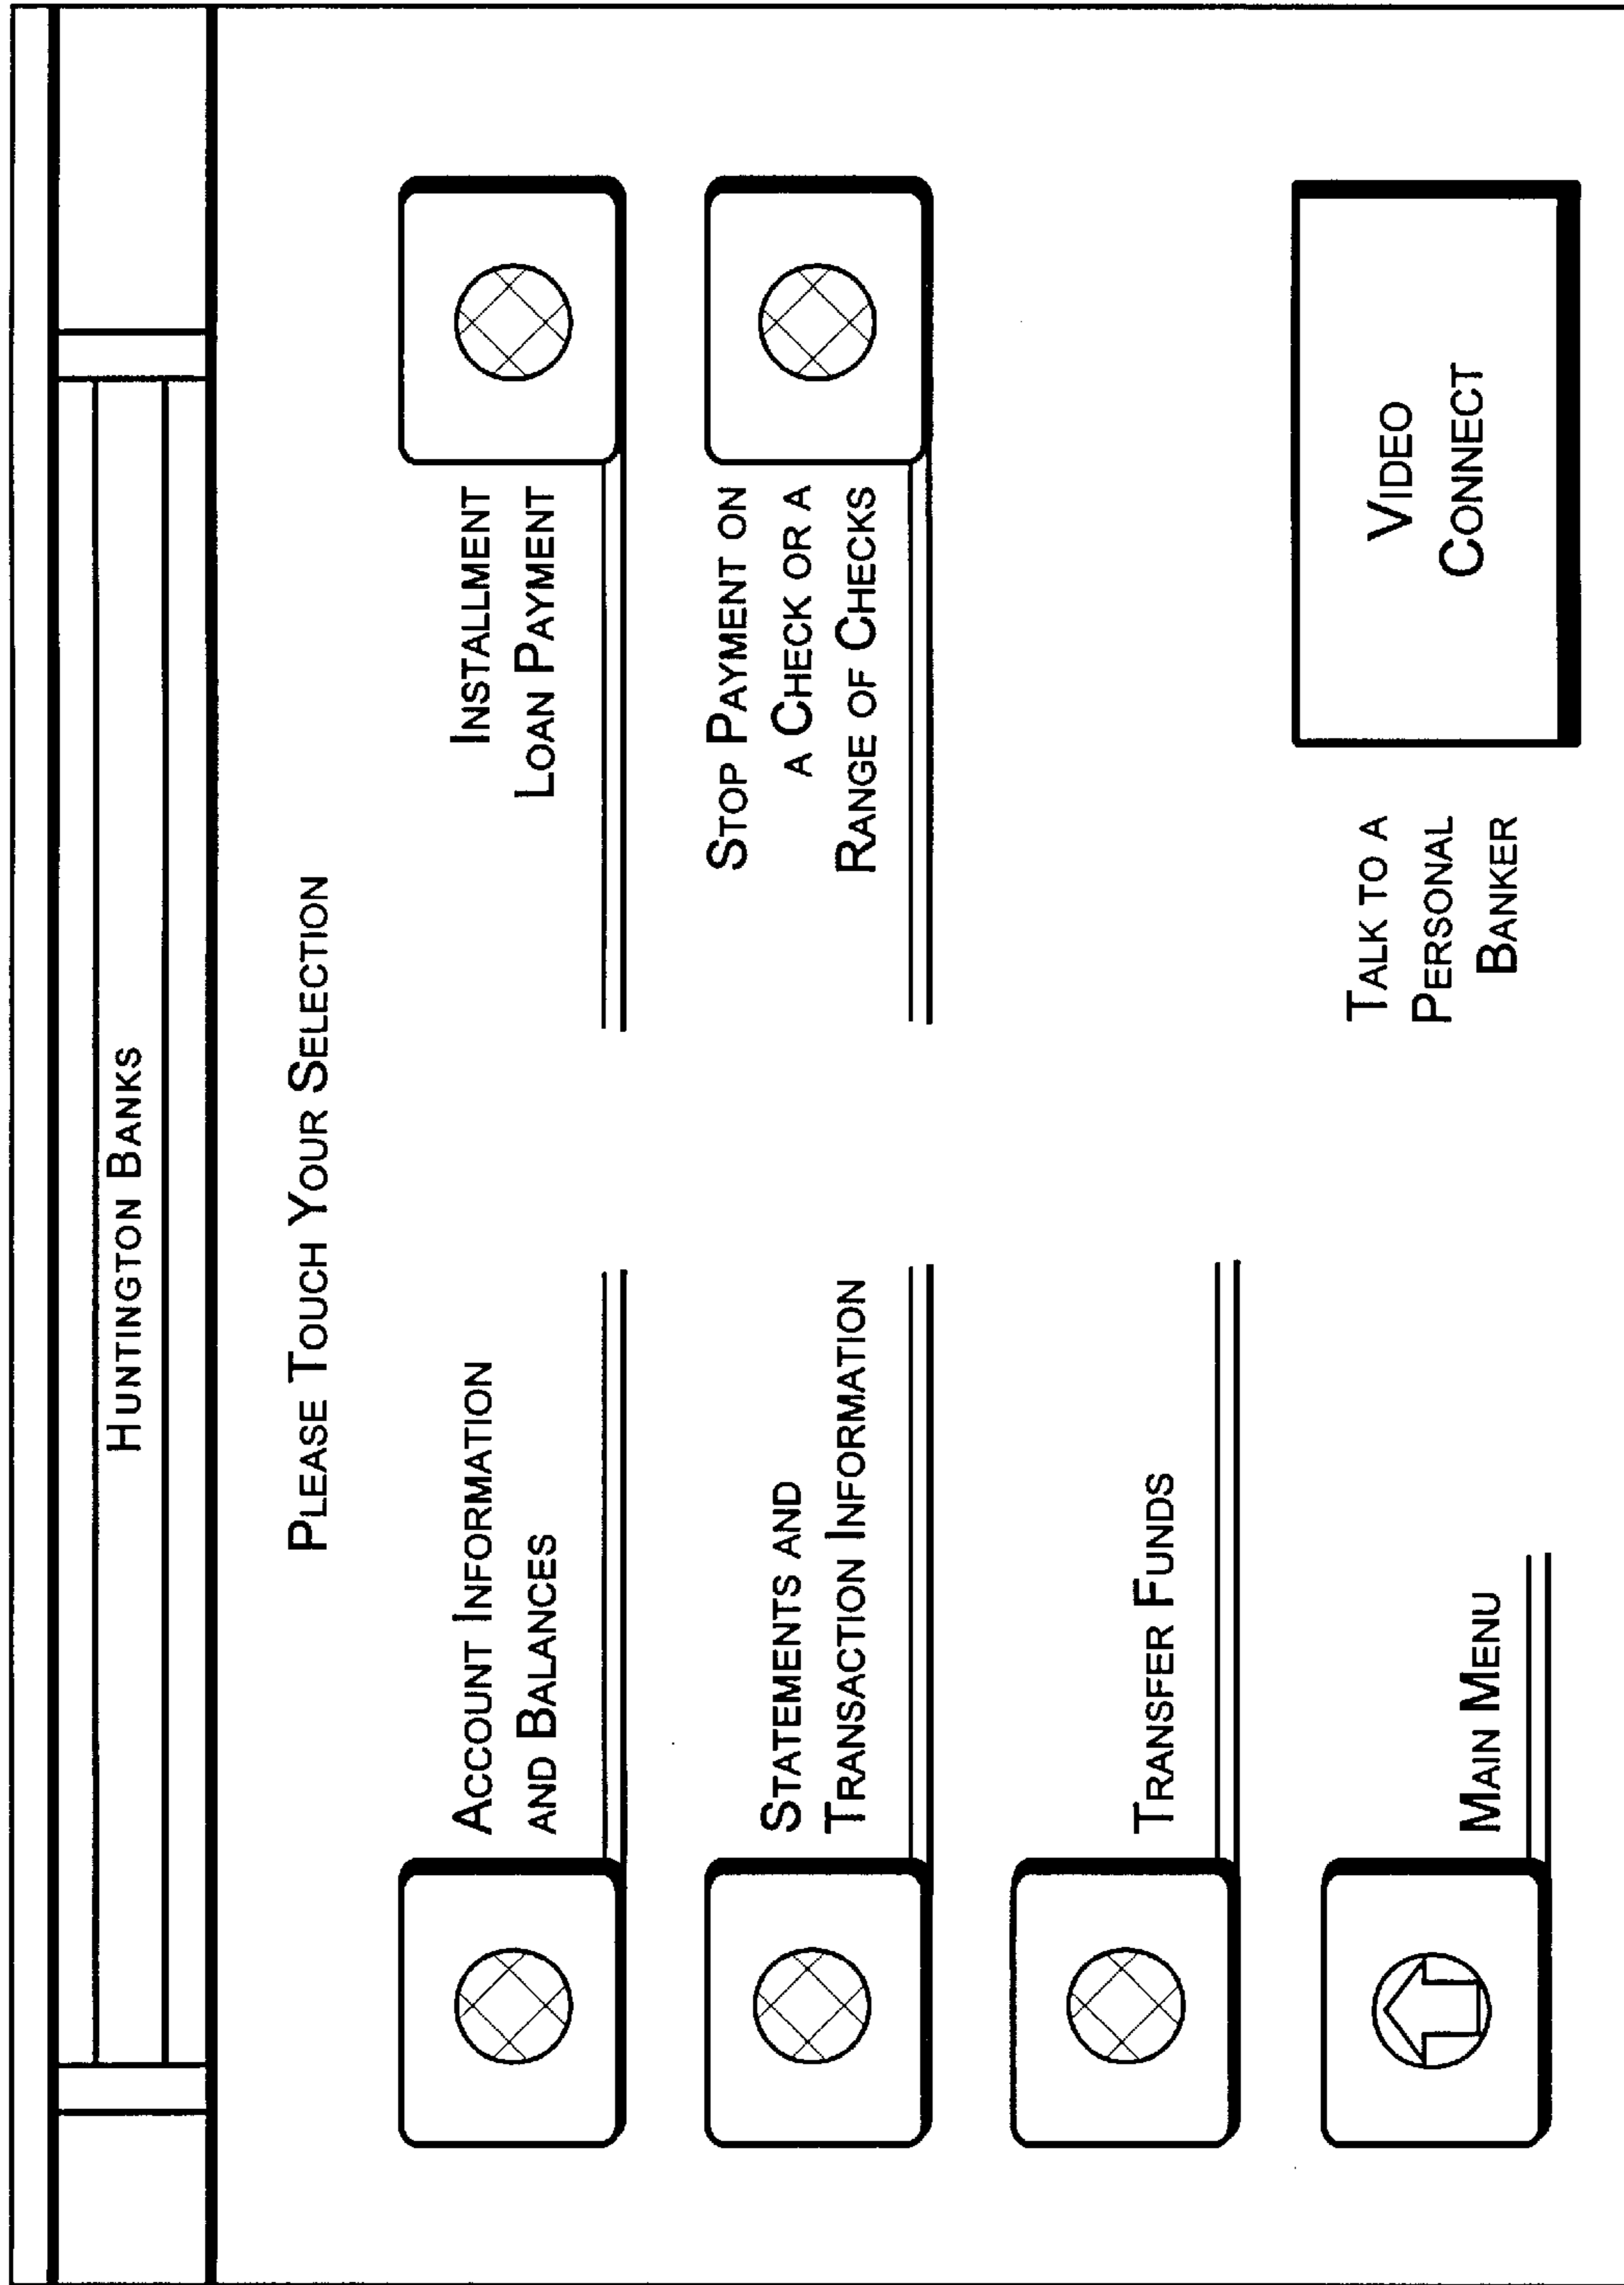 HUNTINGTON BANKS
PLEASE TOUCH YOUR SELECTION
ACCOUNT INFORMATION
AND BALANCES
STATEMENTS AND
TRANSACTION INFORMATION
TRANSFER FUNDS
MAIN MENU
INSTALLMENT
LOAN PAYMENT
STOP PAYMENT ON
A CHECK OR A
RANGE OF CHECKS
TALK TO A
PERSONAL
BANKER
VIDEO
CONNECT